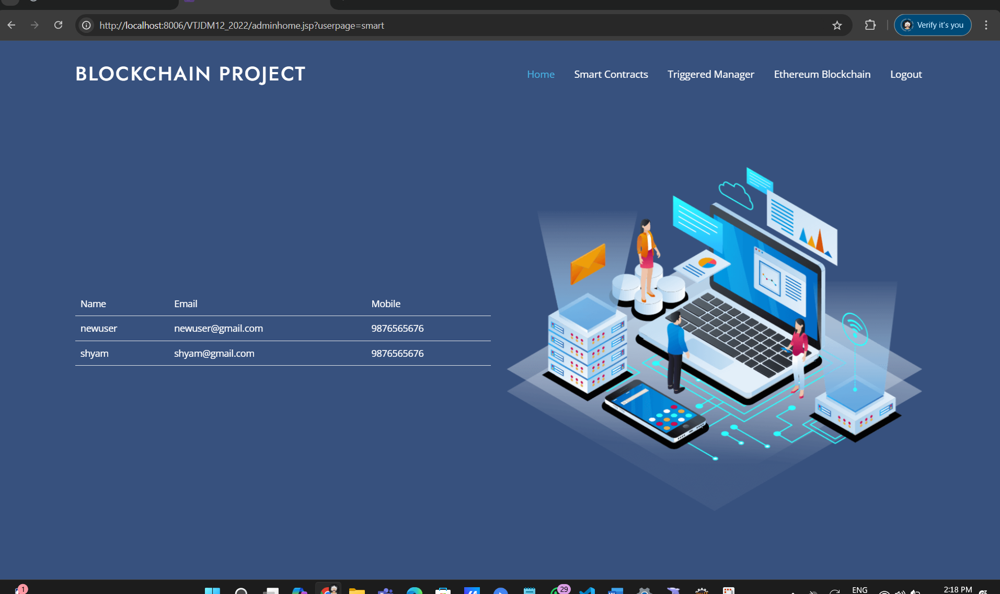 http://localhost:8006/VTJDM12_2022/adminhome.jsp?userpage=smart
Verify it's you
BLOCKCHAIN PROJECT
Home Smart Contracts Triggered Manager Ethereum Blockchain Logout
Name Email Mobile
newuser newuser@gmail.com 9876565676
shyam shyam@gmail.com 9876565676
1
29
ENG
2:18 PM